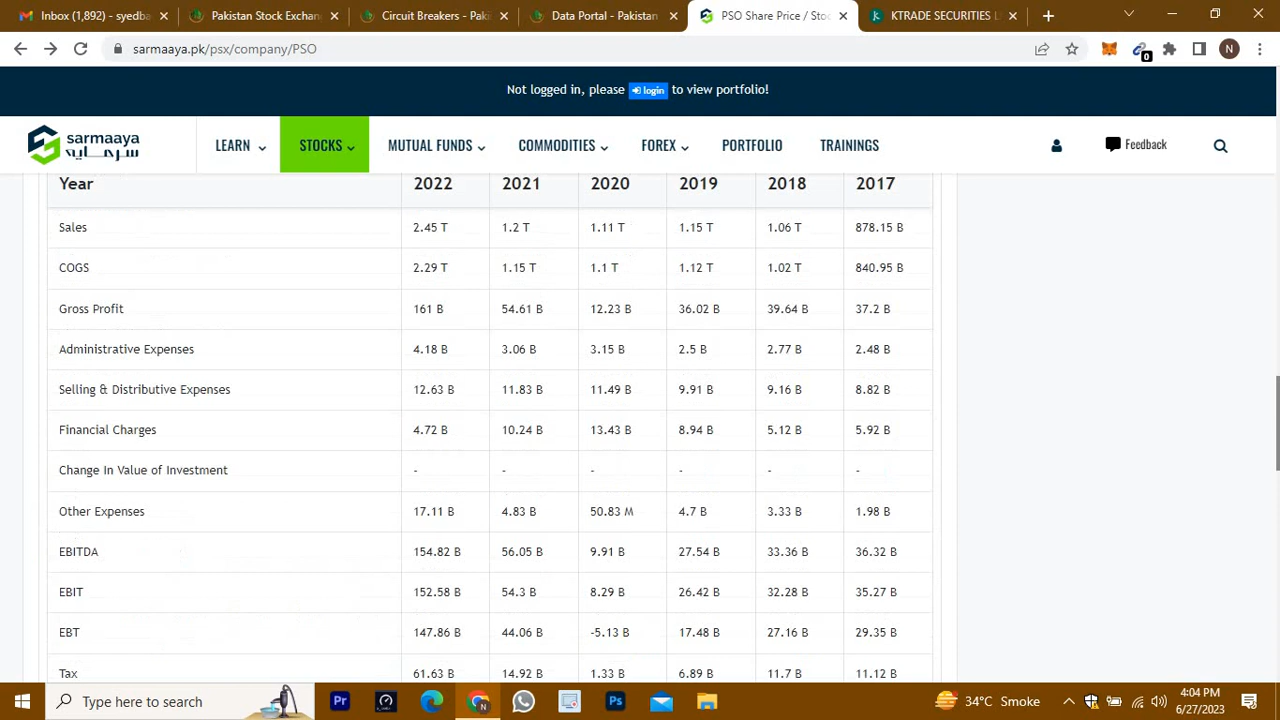 Inbox (1,892) - syedba
Pakistan Stock Exchan
Circuit Breakers - Paki
Data Portal - Pakistan
PSO Share Price / Stoc
KTRADE SECURITIES L
sarmaaya.pk/psx/company/PSO
0
N
Not logged in, please login to view portfolio!
sarmaaya
سرمایہ
LEARN
STOCKS
MUTUAL FUNDS
COMMODITIES
FOREX
PORTFOLIO
TRAININGS
Feedback
Year 2022 2021 2020 2019 2018 2017
Sales 2.45 T 1.2 T 1.11 T 1.15 T 1.06 T 878.15 B
COGS 2.29 T 1.15 T 1.1 T 1.12 T 1.02 T 840.95 B
Gross Profit 161 B 54.61 B 12.23 B 36.02 B 39.64 B 37.2 B
Administrative Expenses 4.18 B 3.06 B 3.15 B 2.5 B 2.77 B 2.48 B
Selling & Distributive Expenses 12.63 B 11.83 B 11.49 B 9.91 B 9.16 B 8.82 B
Financial Charges 4.72 B 10.24 B 13.43 B 8.94 B 5.12 B 5.92 B
Change In Value of Investment - - - - - -
Other Expenses 17.11 B 4.83 B 50.83 M 4.7 B 3.33 B 1.98 B
EBITDA 154.82 B 56.05 B 9.91 B 27.54 B 33.36 B 36.32 B
EBIT 152.58 B 54.3 B 8.29 B 26.42 B 32.28 B 35.27 B
EBT 147.86 B 44.06 B -5.13 B 17.48 B 27.16 B 29.35 B
Tax 61.63 B 14.92 B 1.33 B 6.89 B 11.7 B 11.12 B
Type here to search
Pr
Ps
N
34°C Smoke
4:04 PM
6/27/2023